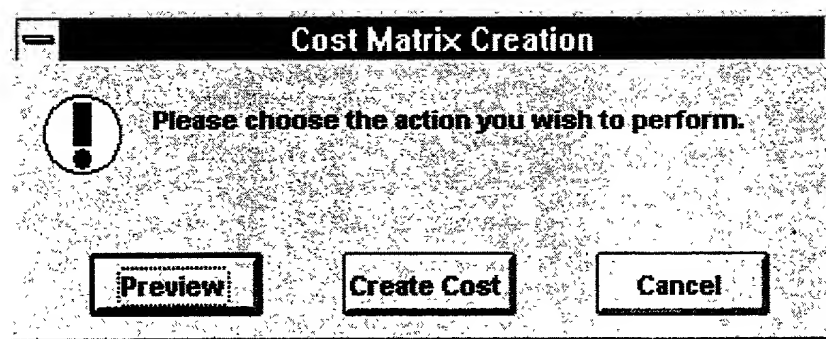 Cost Matrix Creation
Please choose the action you wish to perform.
Preview Create Cost Cancel